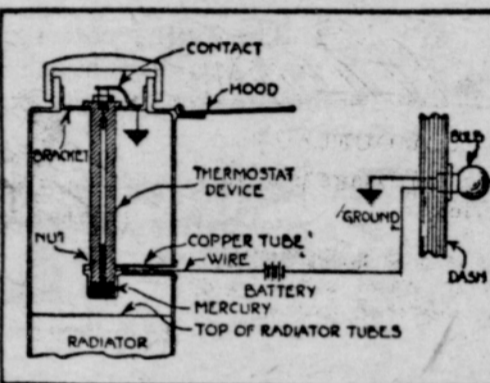 CONTACT
HOOD
BULB
BRACKET
THERMOSTAT
DEVICE
"GROUND"
NUT
COPPER TUBE
WIRE
BATTERY
DASH
MERCURY
TOP OF RADIATOR TUBES
RADIATOR